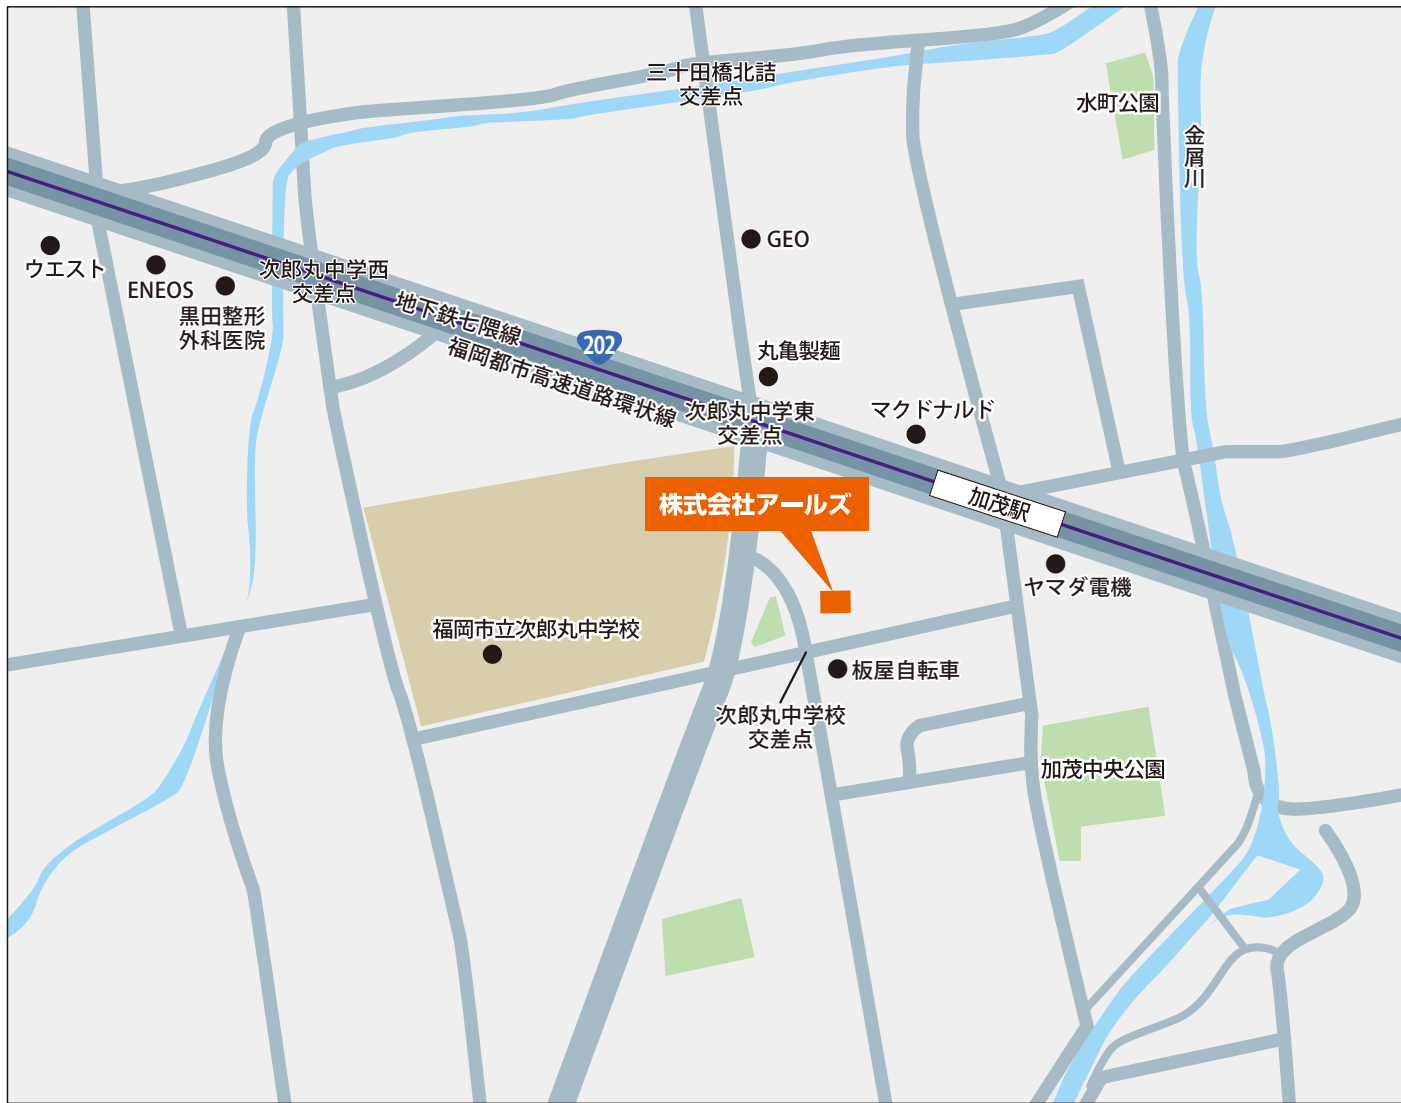 三十田橋北詰
交差点
水町公園
金屑川
GEO
ウエスト
ENEOS
黒田整形
外科医院
次郎丸中学西
交差点
地下鉄七隈線
福岡都市高速道路環状線
202
丸亀製麺
次郎丸中学東
交差点
マクドナルド
株式会社アールズ
加茂駅
ヤマダ電機
福岡市立次郎丸中学校
板屋自転車
次郎丸中学校
交差点
加茂中央公園